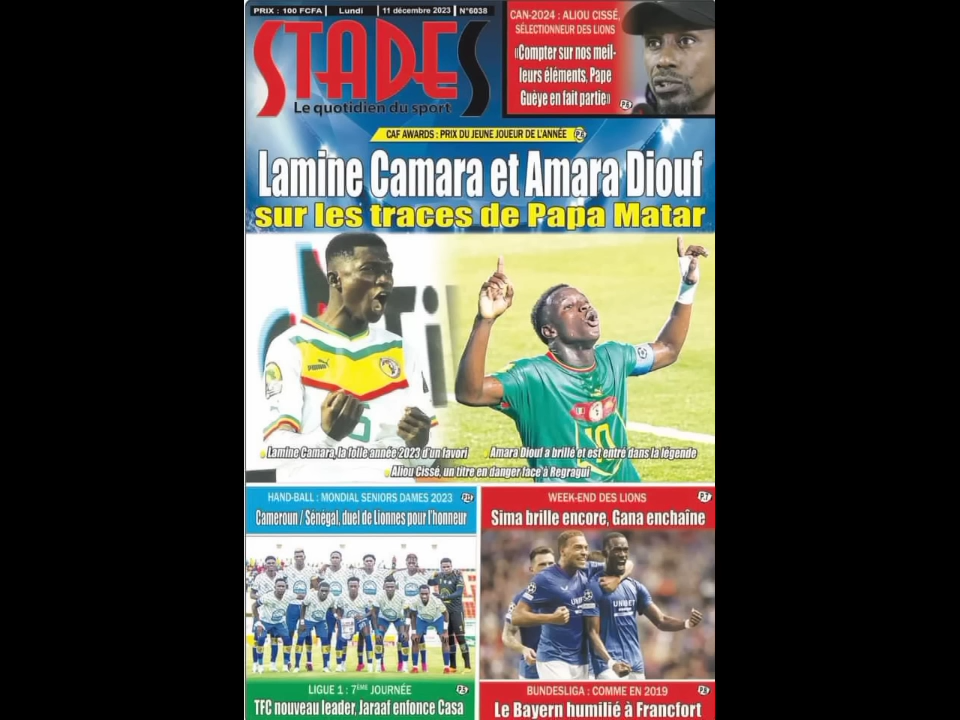 PRIX : 100 FCFA
Lundi
11 décembre 2023
N°6038
STADES
Le quotidien du sport
CAN-2024 : ALIOU CISSÉ,
SÉLECTIONNEUR DES LIONS
«Compter sur nos meil-
leurs éléments, Pape
Guèye en fait partie»
CAF AWARDS : PRIX DU JEUNE JOUEUR DE L'ANNÉE
Lamine Camara et Amara Diouf
sur les traces de Papa Matar
10
Lamine Camara, la folle année 2023 d'un favori
Amara Diouf a brillé et est entré dans la légende
Aliou Cissé, un titre en danger face à Regragui
HAND-BALL : MONDIAL SENIORS DAMES 2023
Cameroun / Sénégal, duel de Lionnes pour l'honneur
WEEK-END DES LIONS
P.7
Sima brille encore, Gana enchaîne
UNIBET
LIGUE 1 : 7ÈME JOURNÉE
TFC nouveau leader, Jaraaf enfonce Casa
BUNDESLIGA : COMME EN 2019
Le Bayern humilié à Francfort